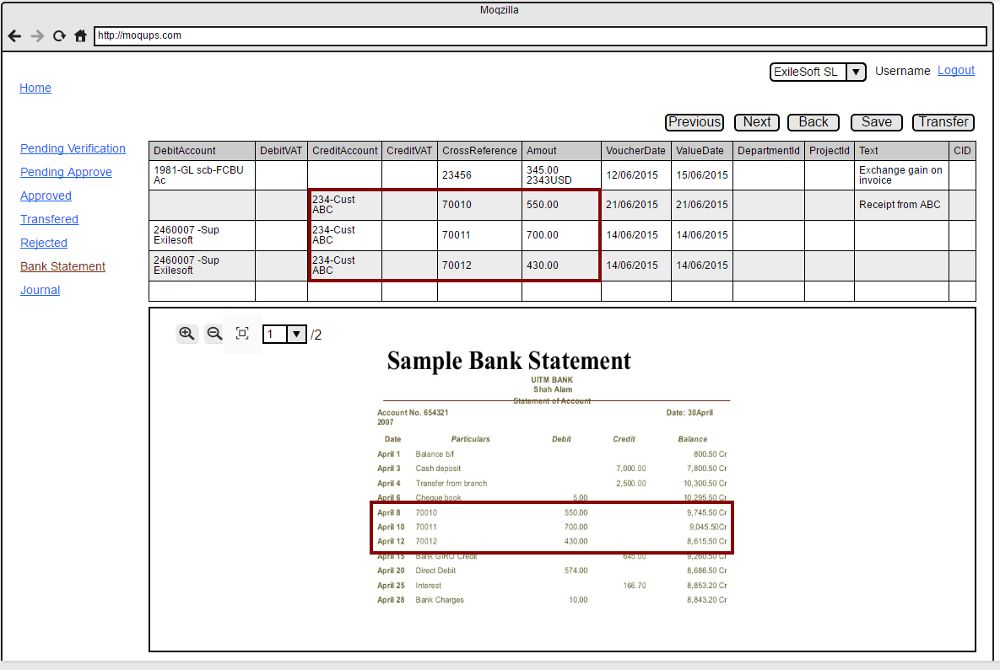 Moqzilla
http://moqups.com
ExileSoft SL ▼ Username Logout
Home
Previous Next Back Save Transfer
Pending Verification
Pending Approve
Approved
Transfered
Rejected
Bank Statement
Journal
DebitAccount DebitVAT CreditAccount CreditVAT CrossReference Amout VoucherDate ValueDate DepartmentId ProjectId Text CID
1981-GL scb-FCBU Ac 23456 345.00 2343USD 12/06/2015 15/06/2015 Exchange gain on invoice
234-Cust ABC 70010 550.00 21/06/2015 21/06/2015 Receipt from ABC
2460007 -Sup Exilesoft 234-Cust ABC 70011 700.00 14/06/2015 14/06/2015
2460007 -Sup Exilesoft 234-Cust ABC 70012 430.00 14/06/2015 14/06/2015
1 ▼ /2
Sample Bank Statement
UITM BANK
Shah Alam
Statement of Account
Account No. 654321 Date: 30April
2007
Date Particulars Debit Credit Balance
April 1 Balance b/f 800.50 Cr
April 3 Cash deposit 7,000.00 7,800.50 Cr
April 4 Transfer from branch 2,500.00 10,300.50 Cr
April 6 Cheque book 5.00 10,295.50 Cr
April 8 70010 550.00 9,745.50 Cr
April 10 70011 700.00 9,045.50Cr
April 12 70012 430.00 8,615.50 Cr
April 15 Bank GIRO Credit 645.00 9,260.50 Cr
April 20 Direct Debit 574.00 8,686.50 Cr
April 25 Interest 166.70 8,853.20 Cr
April 28 Bank Charges 10.00 8,843.20 Cr